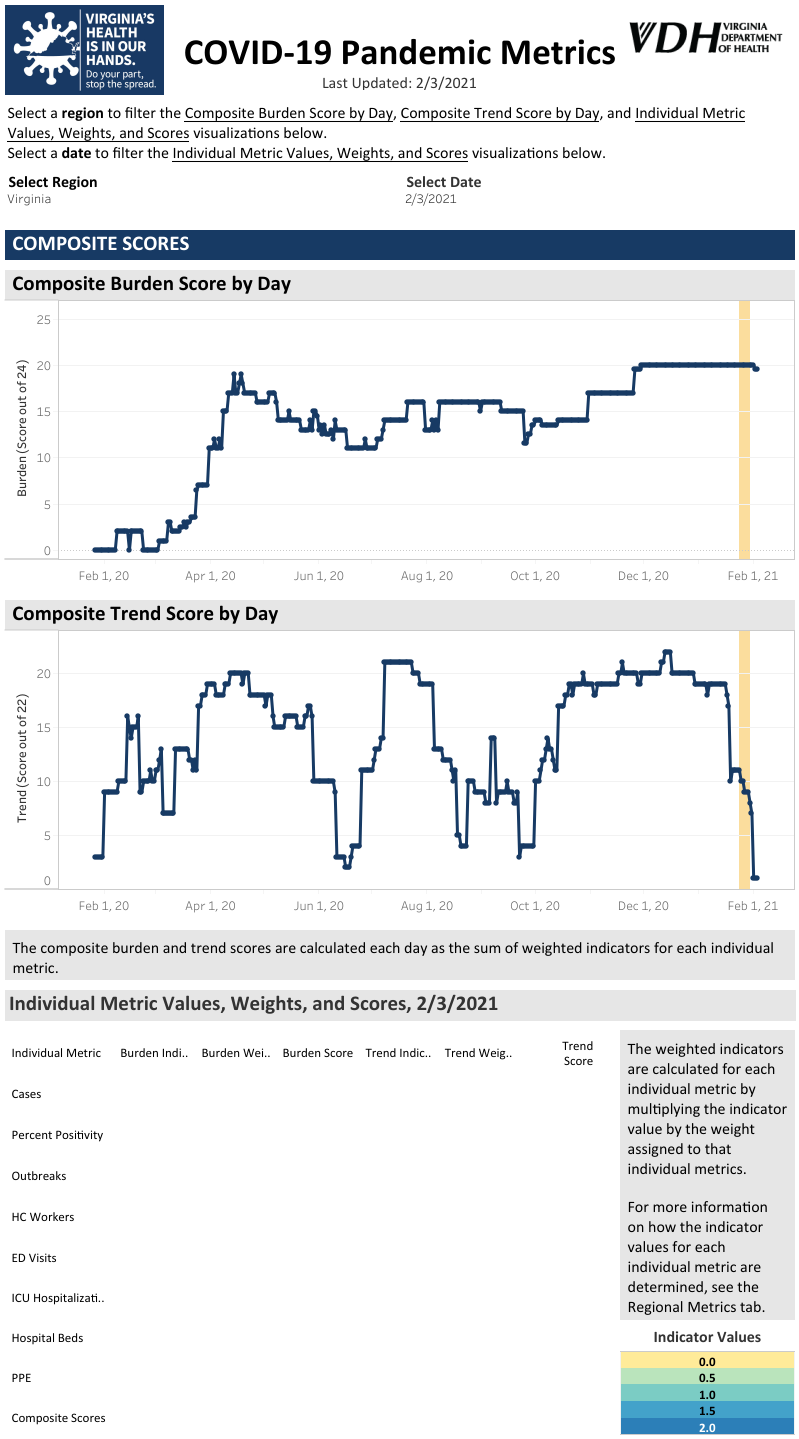 VIRGINIA'S
HEALTH
IS IN OUR
HANDS.
Do your part,
stop the spread.
COVID-19 Pandemic Metrics
Last Updated: 2/3/2021
VDH VIRGINIA
DEPARTMENT
OF HEALTH
Select a region to filter the Composite Burden Score by Day, Composite Trend Score by Day, and Individual Metric
Values, Weights, and Scores visualizations below.
Select a date to filter the Individual Metric Values, Weights, and Scores visualizations below.
Select Region
Virginia
Select Date
2/3/2021
COMPOSITE SCORES
Composite Burden Score by Day
Burden (Score out of 24)
25
20
15
10
5
0
Feb 1, 20 Apr 1, 20 Jun 1, 20 Aug 1, 20 Oct 1, 20 Dec 1, 20 Feb 1, 21
Composite Trend Score by Day
Trend (Score out of 22)
20
15
10
5
0
Feb 1, 20 Apr 1, 20 Jun 1, 20 Aug 1, 20 Oct 1, 20 Dec 1, 20 Feb 1, 21
The composite burden and trend scores are calculated each day as the sum of weighted indicators for each individual
metric.
Individual Metric Values, Weights, and Scores, 2/3/2021
Individual Metric Burden Indi.. Burden Wei.. Burden Score Trend Indic.. Trend Weig.. Trend
Score
Cases
Percent Positivity
Outbreaks
HC Workers
ED Visits
ICU Hospitalizati..
Hospital Beds
PPE
Composite Scores
The weighted indicators
are calculated for each
individual metric by
multiplying the indicator
value by the weight
assigned to that
individual metrics.
For more information
on how the indicator
values for each
individual metric are
determined, see the
Regional Metrics tab.
Indicator Values
0.0
0.5
1.0
1.5
2.0